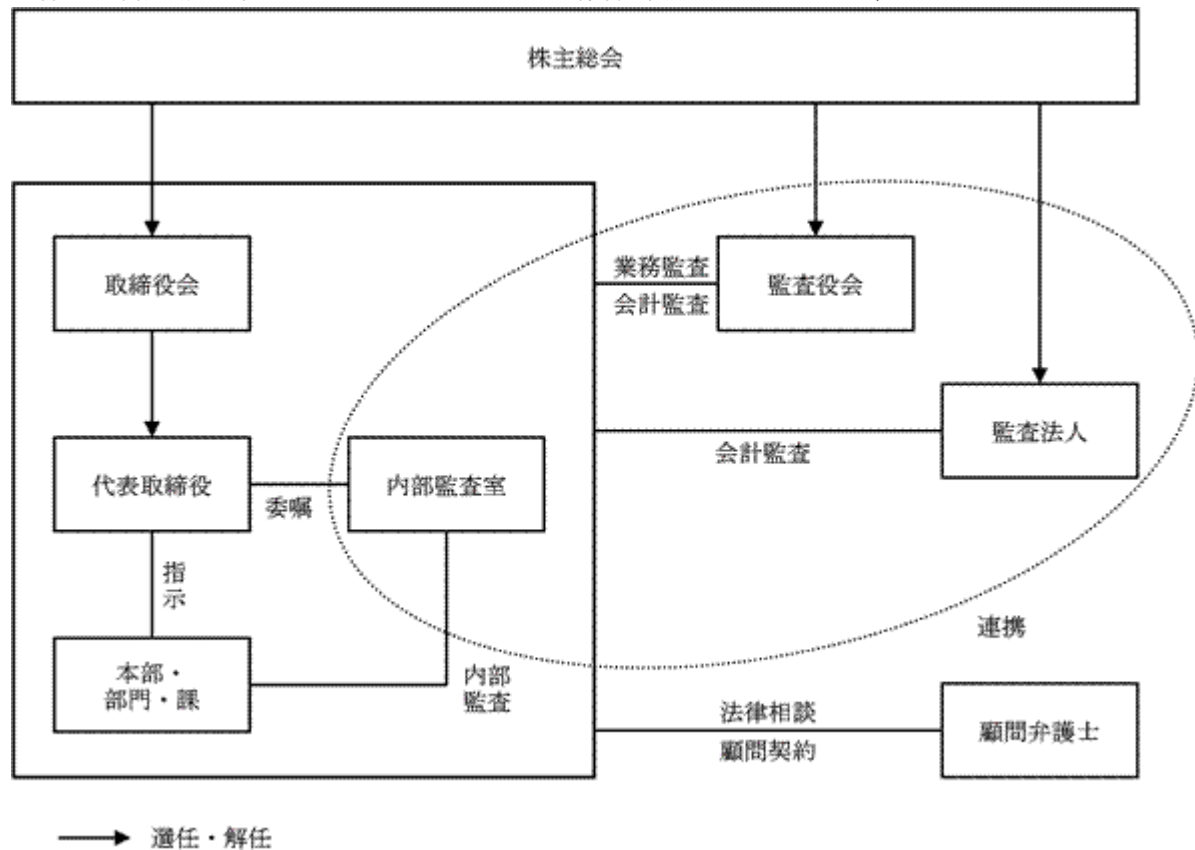 株主総会
取締役会
業務監査
会計監査
監査役会
監査法人
会計監査
代表取締役
委嘱
内部監査室
指
示
連携
本部・
部門・課
内部
監査
法律相談
顧問契約
顧問弁護士
選任・解任